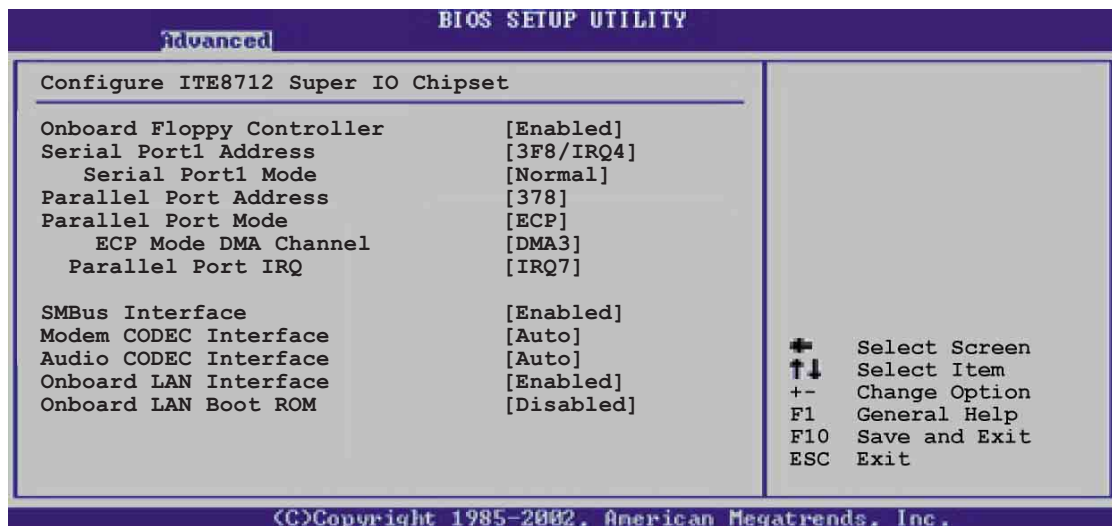 BIOS SETUP UTILITY
Advanced
Configure ITE8712 Super IO Chipset
Onboard Floppy Controller [Enabled]
Serial Port1 Address [3F8/IRQ4]
Serial Port1 Mode [Normal]
Parallel Port Address [378]
Parallel Port Mode [ECP]
ECP Mode DMA Channel [DMA3]
Parallel Port IRQ [IRQ7]
SMBus Interface [Enabled]
Modem CODEC Interface [Auto]
Audio CODEC Interface [Auto]
Onboard LAN Interface [Enabled]
Onboard LAN Boot ROM [Disabled]
← Select Screen
↑↓ Select Item
+- Change Option
F1 General Help
F10 Save and Exit
ESC Exit
(C)Copyright 1985-2002, American Megatrends, Inc.